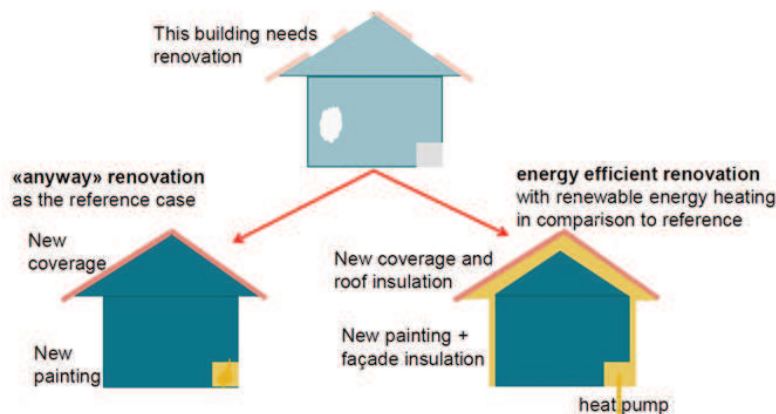 This building needs
renovation
«anyway» renovation
as the reference case
energy efficient renovation
with renewable energy heating
in comparison to reference
New
coverage
New
painting
New coverage and
roof insulation
New painting +
façade insulation
heat pump